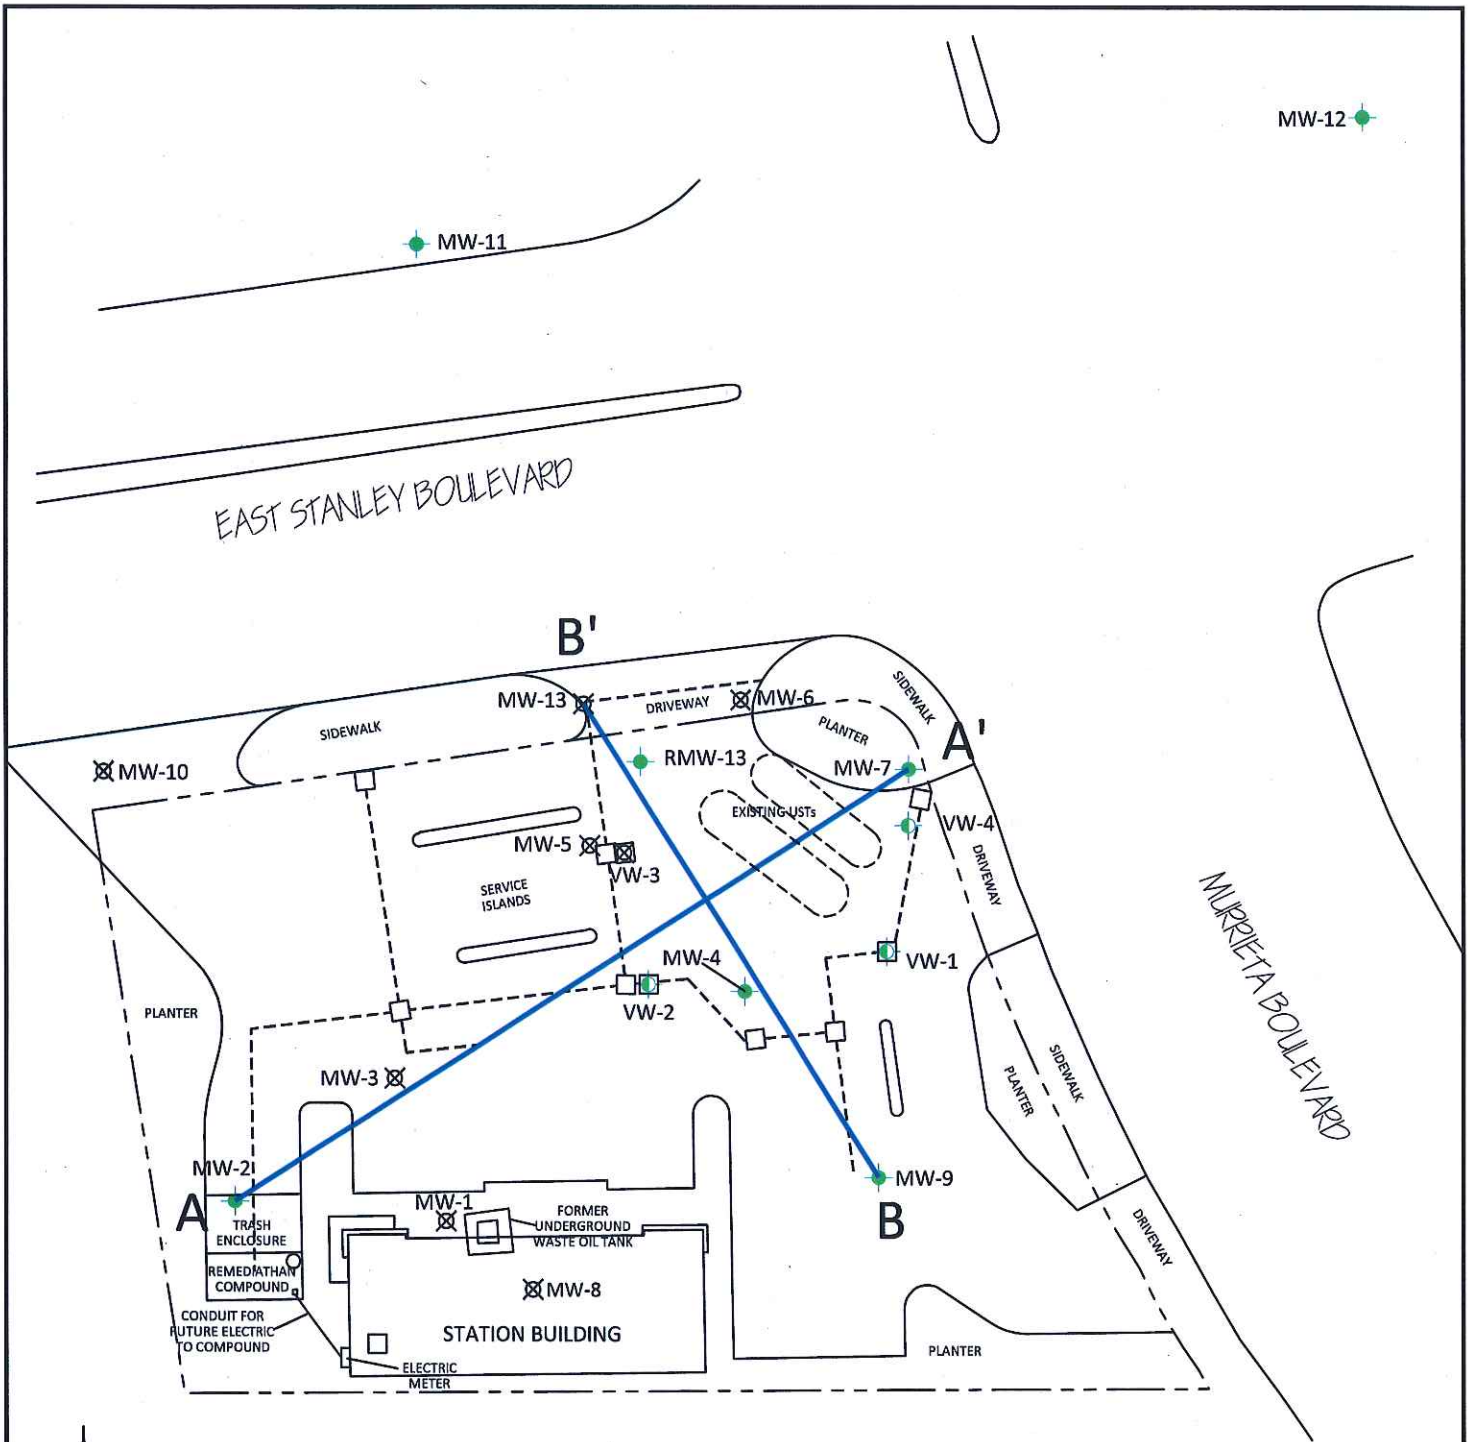 MW-12
MW-11
EAST STANLEY BOULEVARD
B'
MW-13
DRIVEWAY
MW-6
SIDEWALK
SIDEWALK
PLANTER
A'
MW-10
RMW-13
MW-7
EXISTING USTs
VW-4
MW-5
VW-3
DRIVEWAY
SERVICE
ISLANDS
MURRIETA BOULEVARD
MW-4
VW-1
PLANTER
VW-2
SIDEWALK
PLANTER
MW-3
MW-2
MW-9
A
MW-1
B
TRASH
ENCLOSURE
FORMER
UNDERGROUND
WASTE OIL TANK
DRIVEWAY
REMEDIATHAN
COMPOUND
MW-8
CONDUIT FOR
FUTURE ELECTRIC
TO COMPOUND
STATION BUILDING
PLANTER
ELECTRIC
METER